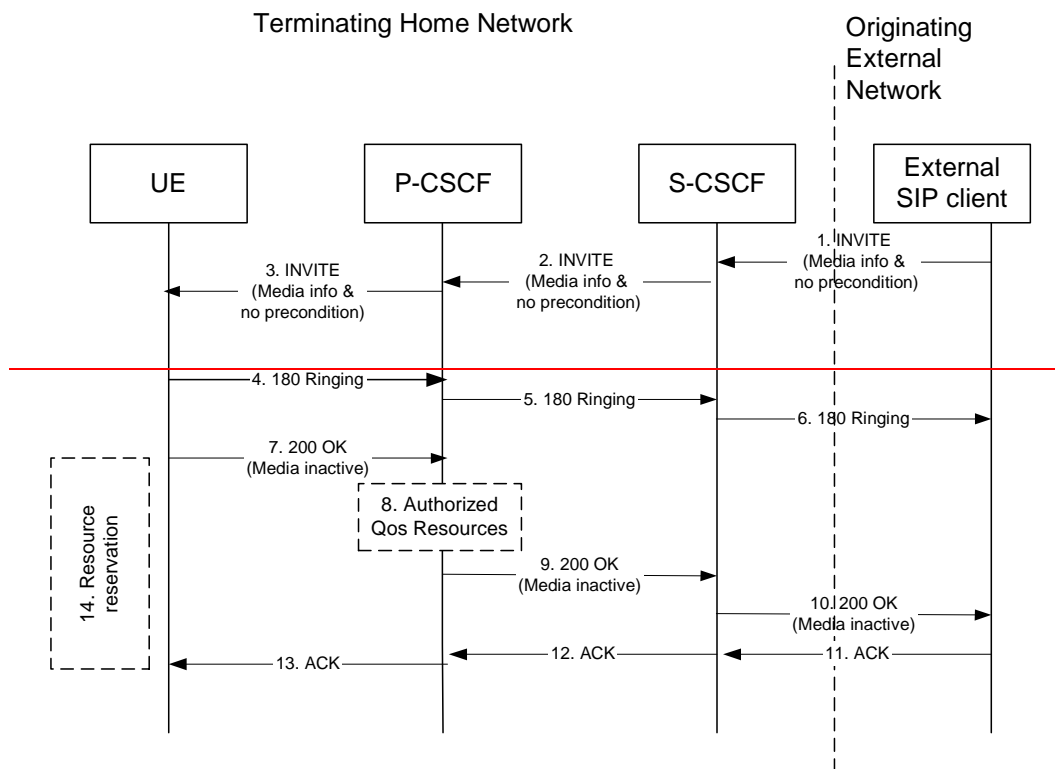 Terminating Home Network
Originating
External
Network
UE
P-CSCF
S-CSCF
External
SIP client
1. INVITE
(Media info &
no precondition)
2. INVITE
(Media info &
no precondition)
3. INVITE
(Media info &
no precondition)
4. 180 Ringing
5. 180 Ringing
6. 180 Ringing
7. 200 OK
(Media inactive)
8. Authorized
Qos Resources
9. 200 OK
(Media inactive)
10. 200 OK
(Media inactive)
11. ACK
12. ACK
13. ACK
14. Resource
reservation